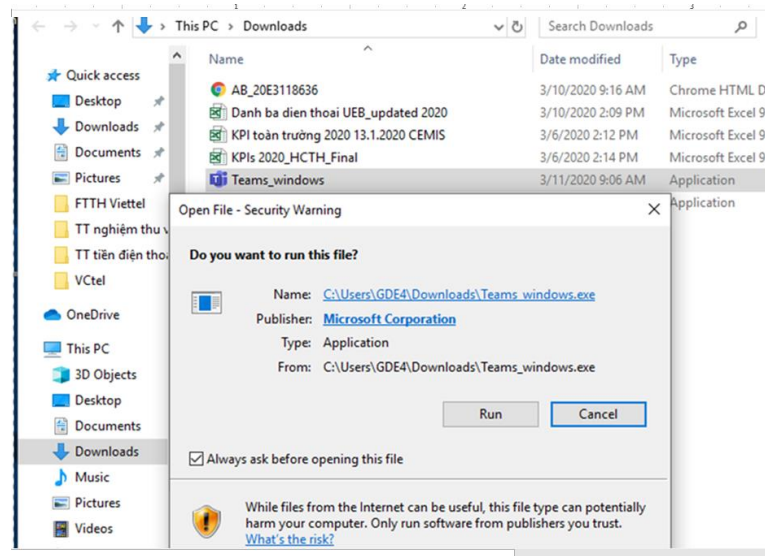 This PC > Downloads
Search Downloads
Name
Date modified
Type
Quick access
Desktop
Downloads
Documents
Pictures
FTTH Viettel
TT nghiệm thu v
TT tiền điện tho
VCtel
OneDrive
This PC
3D Objects
Desktop
Documents
Downloads
Music
Pictures
Videos
AB_20E3118636 3/10/2020 9:16 AM Chrome HTML D
Danh ba dien thoai UEB_updated 2020 3/10/2020 2:09 PM Microsoft Excel 9
KPI toàn trường 2020 13.1.2020 CEMIS 3/6/2020 2:12 PM Microsoft Excel 9
KPIs 2020_HCTH_Final 3/6/2020 2:14 PM Microsoft Excel 9
Teams_windows 3/11/2020 9:06 AM Application
Application
Open File - Security Warning
Do you want to run this file?
Name: C:\Users\GDE4\Downloads\Teams_windows.exe
Publisher: Microsoft Corporation
Type: Application
From: C:\Users\GDE4\Downloads\Teams_windows.exe
Run Cancel
Always ask before opening this file
While files from the Internet can be useful, this file type can potentially
harm your computer. Only run software from publishers you trust.
What's the risk?